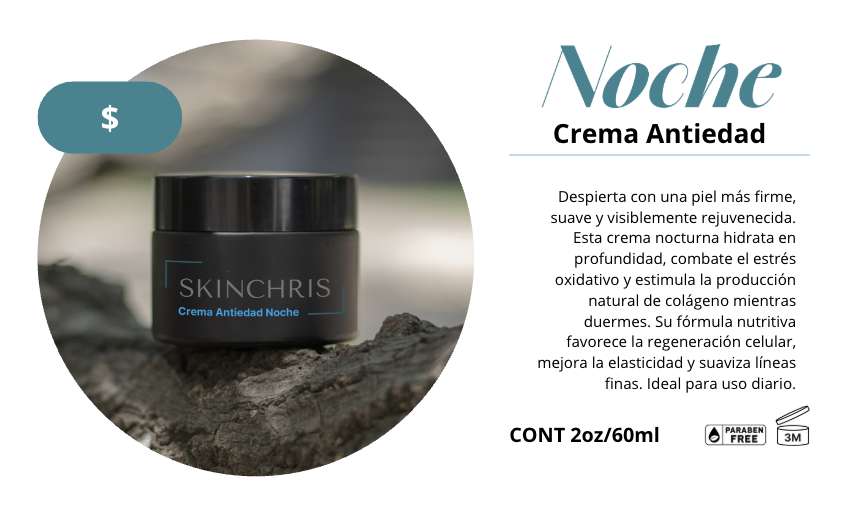 $
SKINCHRIS
Crema Antiedad Noche
Noche
Crema Antiedad
Despierta con una piel más firme,
suave y visiblemente rejuvenecida.
Esta crema nocturna hidrata en
profundidad, combate el estrés
oxidativo y estimula la producción
natural de colágeno mientras
duermes. Su fórmula nutritiva
favorece la regeneración celular,
mejora la elasticidad y suaviza líneas
finas. Ideal para uso diario.
CONT 2oz/60ml
PARABEN
FREE
3M